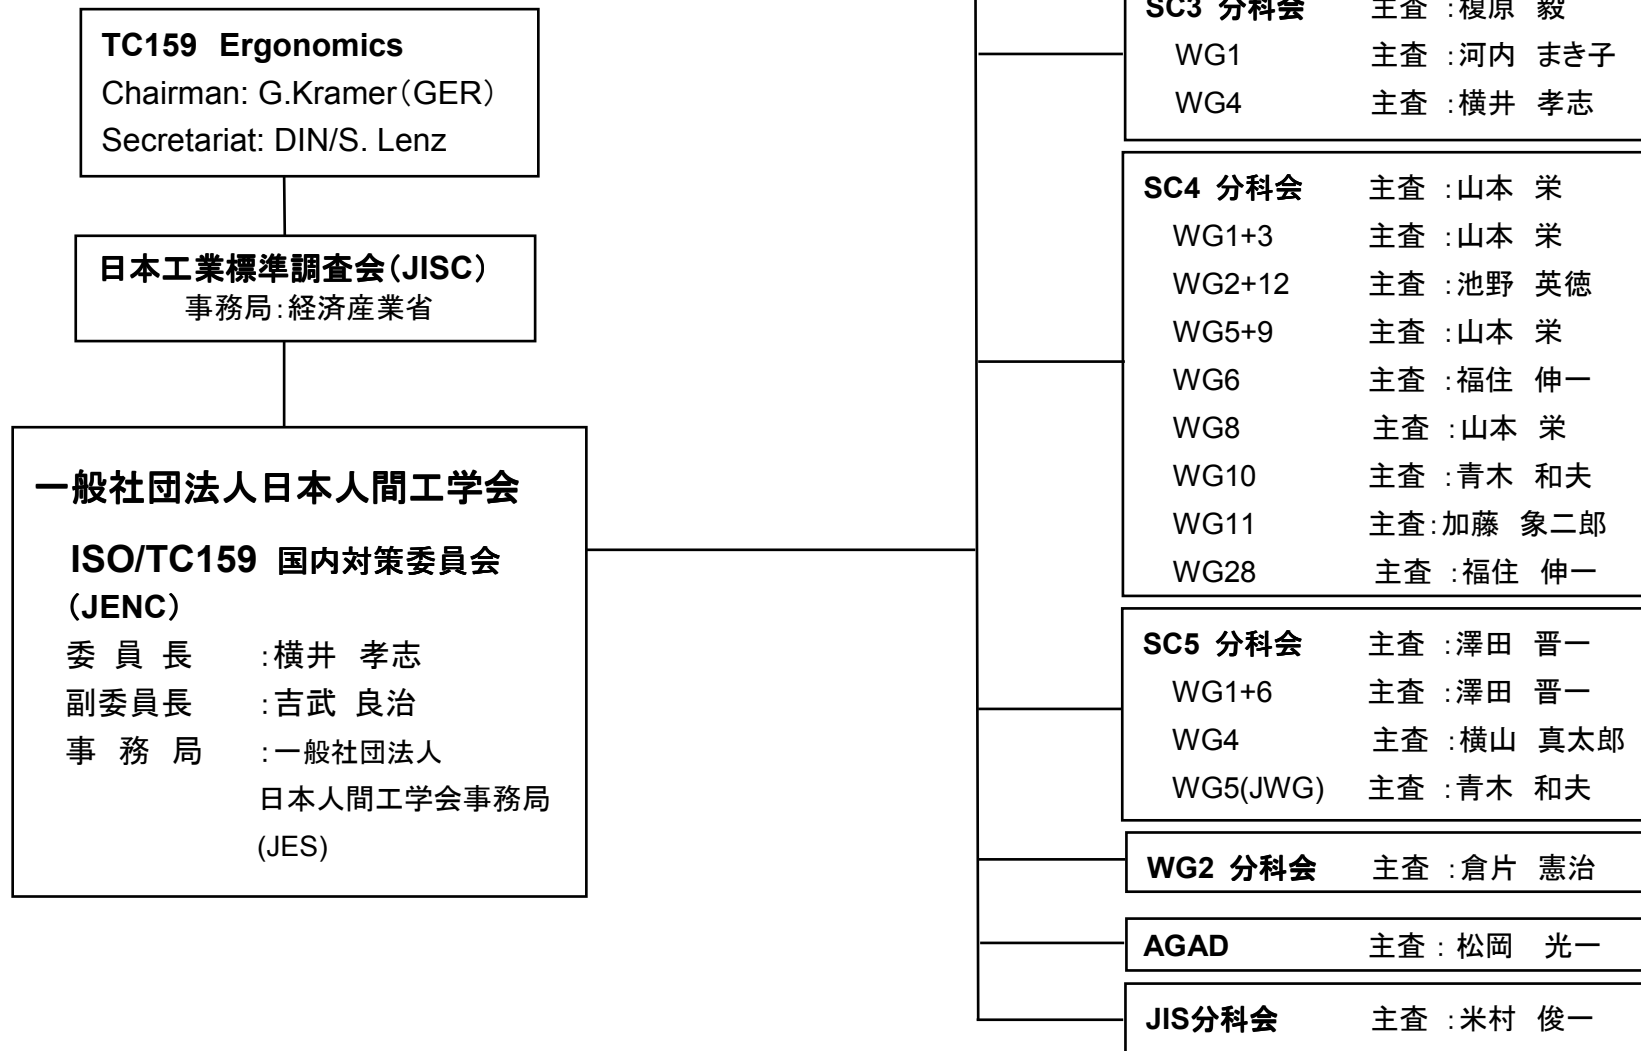 TC159 Ergonomics
Chairman: G.Kramer（GER）
Secretariat: DIN/S. Lenz
日本工業標準調査会（JISC）
事務局：経済産業省
一般社団法人日本人間工学会
ISO/TC159 国内対策委員会
（JENC）
委 員 長 ：横井 孝志
副委員長 ：吉武 良治
事 務 局 ：一般社団法人
日本人間工学会事務局
(JES)
SC3 分科会 主査 ：榎原 毅
WG1 主査 ：河内 まき子
WG4 主査 ：横井 孝志
SC4 分科会 主査 ：山本 栄
WG1+3 主査 ：山本 栄
WG2+12 主査 ：池野 英徳
WG5+9 主査 ：山本 栄
WG6 主査 ：福住 伸一
WG8 主査 ：山本 栄
WG10 主査 ：青木 和夫
WG11 主査：加藤 象二郎
WG28 主査 ：福住 伸一
SC5 分科会 主査 ：澤田 晋一
WG1+6 主査 ：澤田 晋一
WG4 主査 ：横山 真太郎
WG5(JWG) 主査 ：青木 和夫
WG2 分科会 主査 ：倉片 憲治
AGAD 主査 ： 松岡 光一
JIS分科会 主査 ：米村 俊一